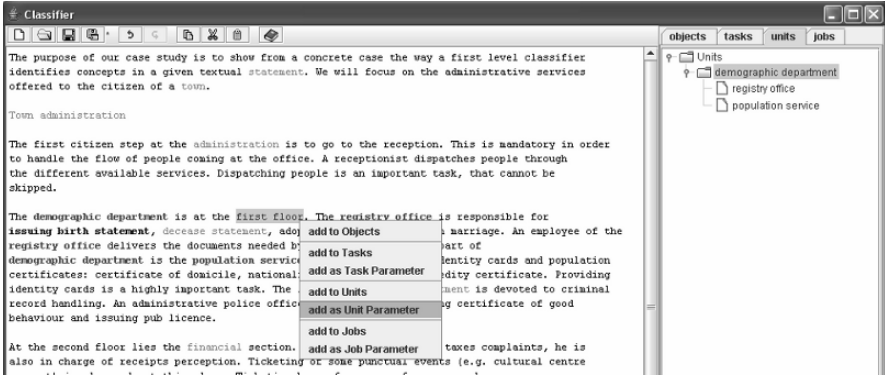 Classifier
objects tasks units jobs
The purpose of our case study is to show from a concrete case the way a first level classifier
identifies concepts in a given textual statement. We will focus on the administrative services
offered to the citizen of a town.
Town administration
The first citizen step at the administration is to go to the reception. This is mandatory in order
to handle the flow of people coming at the office. A receptionist dispatches people through
the different available services. Dispatching people is an important task, that cannot be
skipped.
The demographic department is at the first floor. The registry office is responsible for
issuing birth statement, decease statement, marriage. An employee of the
registry office delivers the documents needed part of
demographic department is the population service identity cards and population
certificates: certificate of domicile, certificate. Providing
identity cards is a highly important task. The is devoted to criminal
record handling. An administrative police certificate of good
behaviour and issuing pub licence.
At the second floor lies the financial section. taxes complaints, he is
also in charge of receipts perception. Ticketing of some punctual events (e.g. cultural centre
add to Objects
add to Tasks
add as Task Parameter
add to Units
add as Unit Parameter
add to Jobs
add as Job Parameter
Units
demographic department
registry office
population service